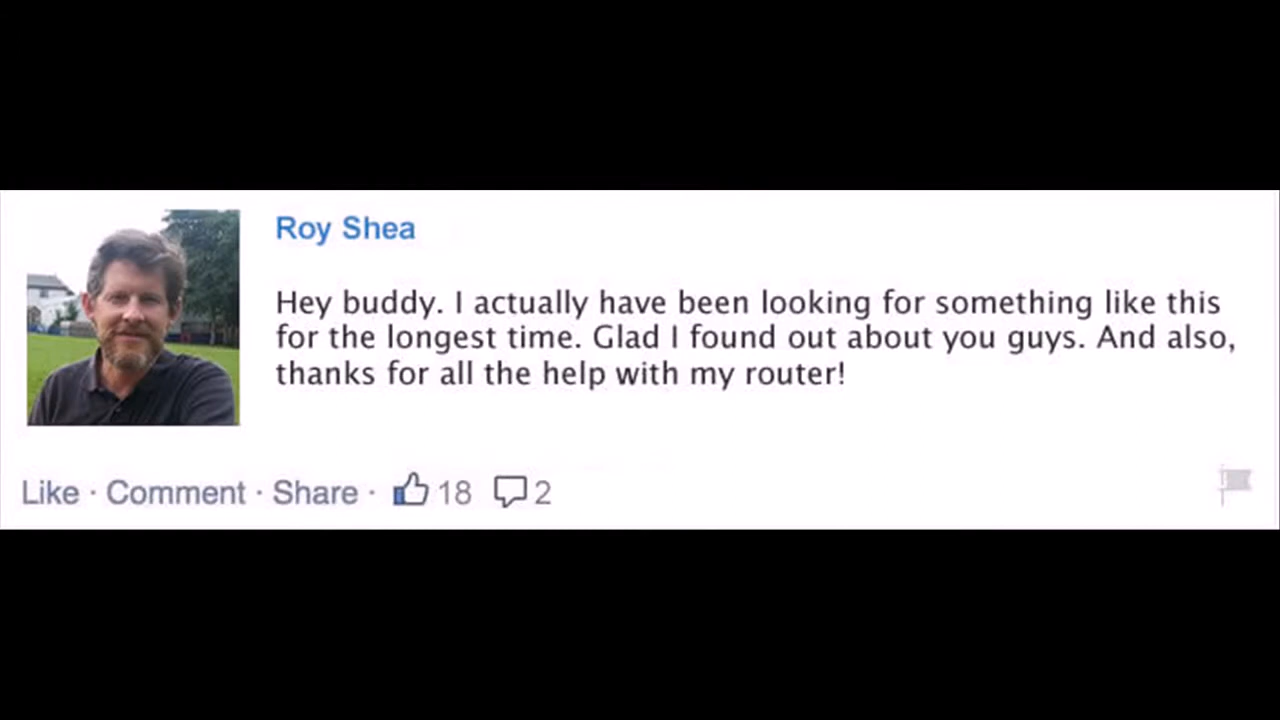 Roy Shea
Hey buddy. I actually have been looking for something like this
for the longest time. Glad I found out about you guys. And also,
thanks for all the help with my router!
Like · Comment · Share · 18 2